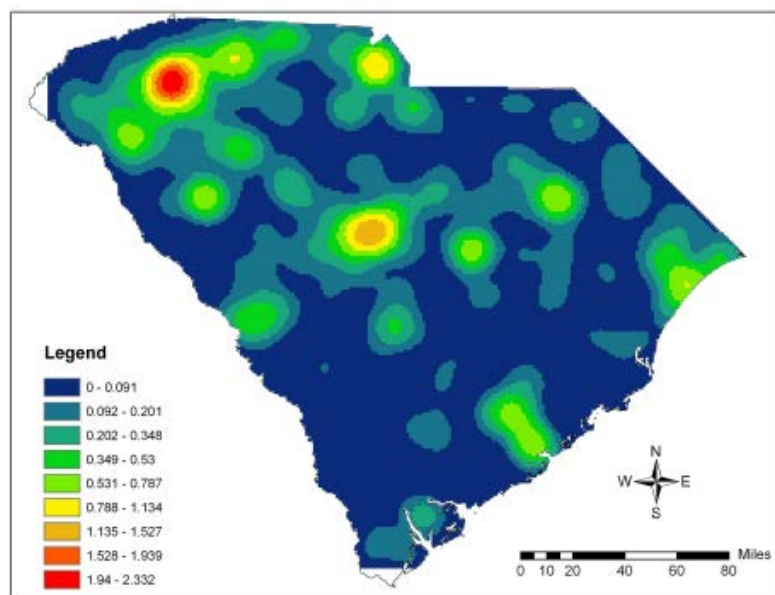 Legend
0 - 0.091
0.092 - 0.201
0.202 - 0.348
0.349 - 0.53
0.531 - 0.787
0.788 - 1.134
1.135 - 1.527
1.528 - 1.939
1.94 - 2.332
N
W E
S
Miles
0 10 20 40 60 80